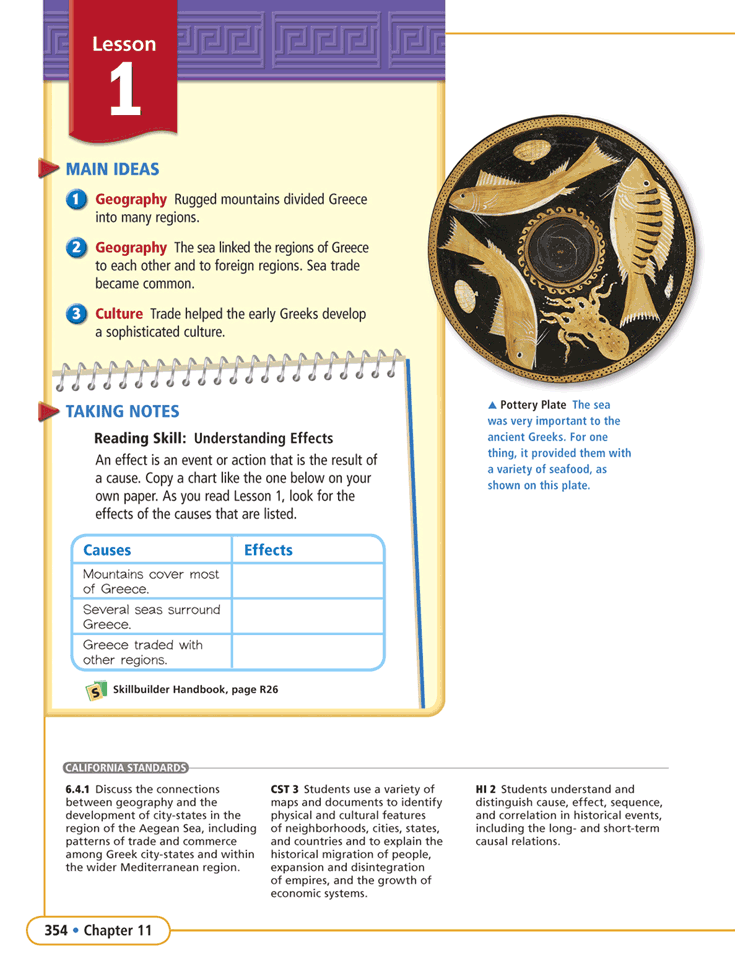 Lesson
1
MAIN IDEAS
1 Geography Rugged mountains divided Greece
into many regions.
2 Geography The sea linked the regions of Greece
to each other and to foreign regions. Sea trade
became common.
3 Culture Trade helped the early Greeks develop
a sophisticated culture.
TAKING NOTES
Reading Skill: Understanding Effects
An effect is an event or action that is the result of
a cause. Copy a chart like the one below on your
own paper. As you read Lesson 1, look for the
effects of the causes that are listed.
Causes Effects
Mountains cover most
of Greece.
Several seas surround
Greece.
Greece traded with
other regions.
S Skillbuilder Handbook, page R26
▲ Pottery Plate The sea
was very important to the
ancient Greeks. For one
thing, it provided them with
a variety of seafood, as
shown on this plate.
CALIFORNIA STANDARDS
6.4.1 Discuss the connections
between geography and the
development of city-states in the
region of the Aegean Sea, including
patterns of trade and commerce
among Greek city-states and within
the wider Mediterranean region.
CST 3 Students use a variety of
maps and documents to identify
physical and cultural features
of neighborhoods, cities, states,
and countries and to explain the
historical migration of people,
expansion and disintegration
of empires, and the growth of
economic systems.
HI 2 Students understand and
distinguish cause, effect, sequence,
and correlation in historical events,
including the long- and short-term
causal relations.
354 • Chapter 11